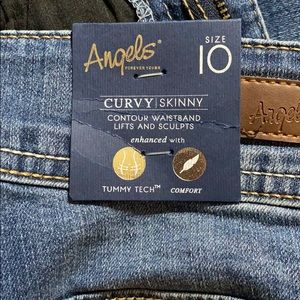 Angels
FOREVER YOUNG
SIZE
10
CURVY | SKINNY
CONTOUR WAISTBAND
LIFTS AND SCULPTS
enhanced with
TUMMY TECH™
COMFORT
Angels